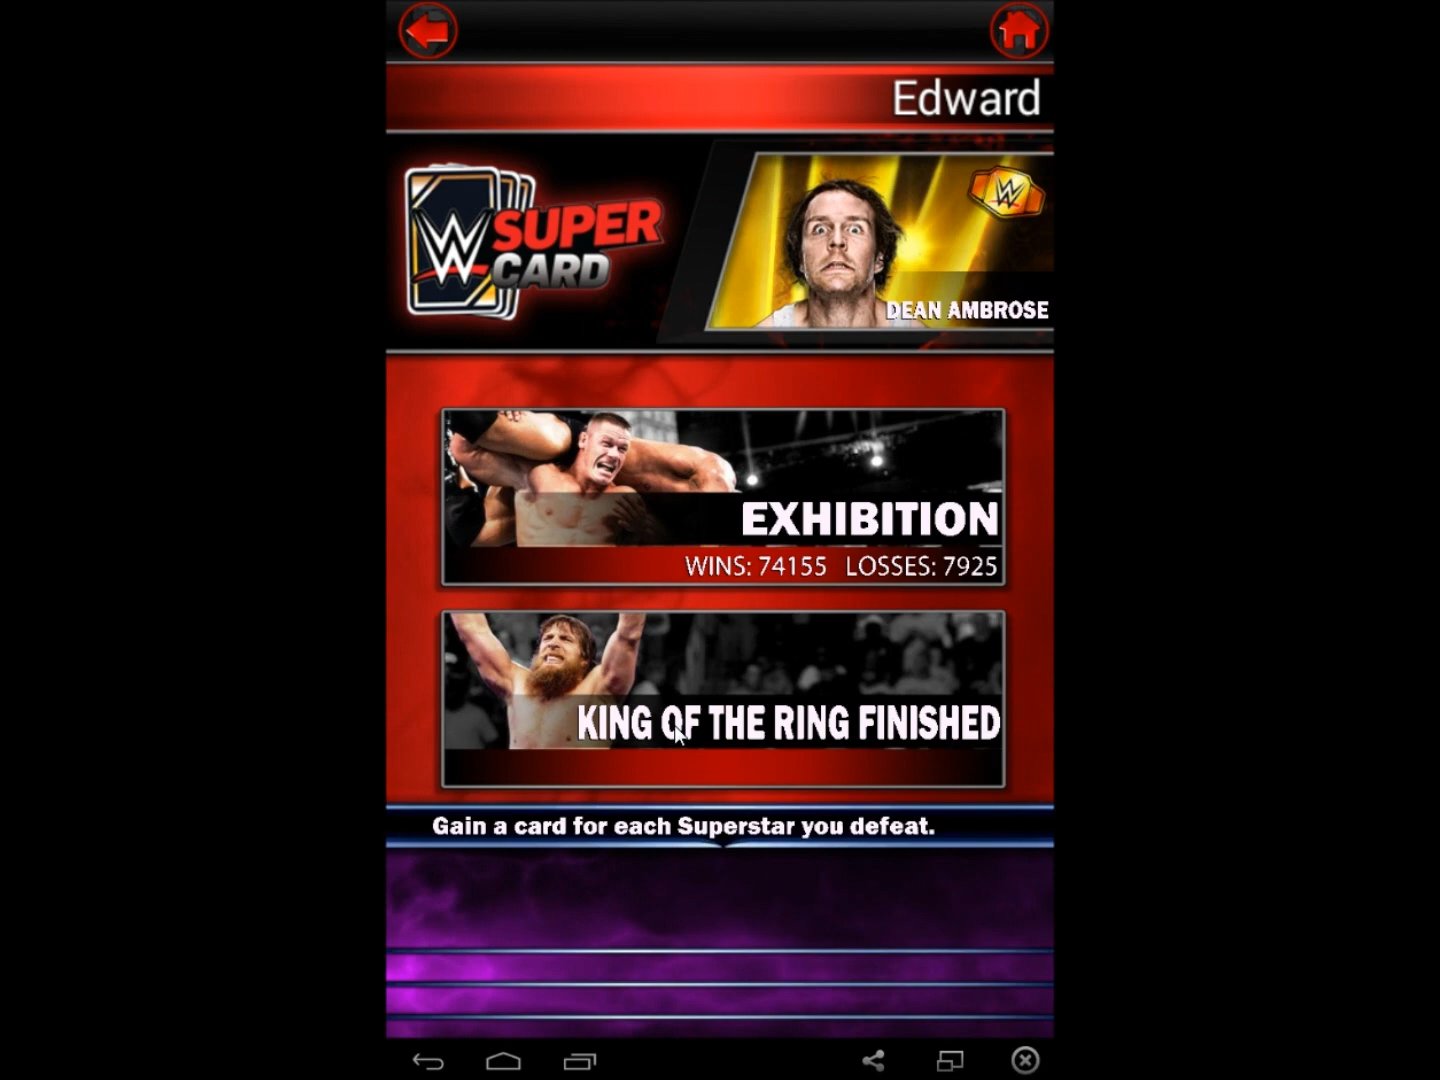 Edward
W SUPER
CARD
W
DEAN AMBROSE
EXHIBITION
WINS: 74155 LOSSES: 7925
KING OF THE RING FINISHED
Gain a card for each Superstar you defeat.